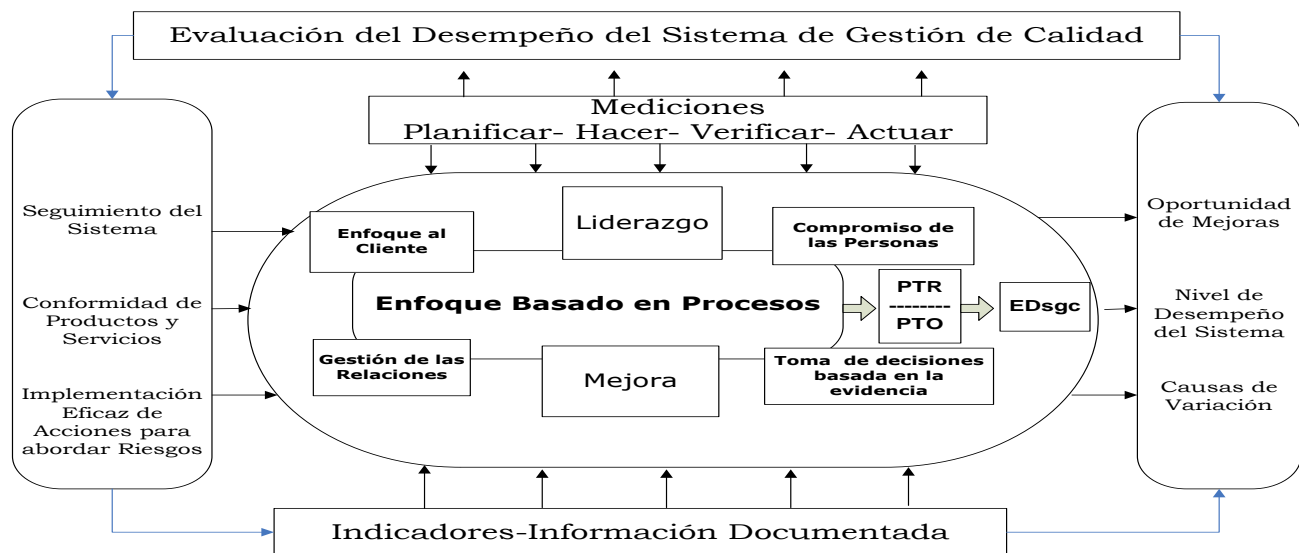 Evaluación del Desempeño del Sistema de Gestión de Calidad
Mediciones
Planificar- Hacer- Verificar- Actuar
Seguimiento del
Sistema
Conformidad de
Productos y
Servicios
Implementación
Eficaz de
Acciones para
abordar Riesgos
Enfoque al
Cliente
Liderazgo
Compromiso de
las Personas
Enfoque Basado en Procesos
PTR
--------
PTO
EDsgc
Gestión de las
Relaciones
Mejora
Toma de decisiones
basada en la
evidencia
Oportunidad
de Mejoras
Nivel de
Desempeño
del Sistema
Causas de
Variación
Indicadores-Información Documentada